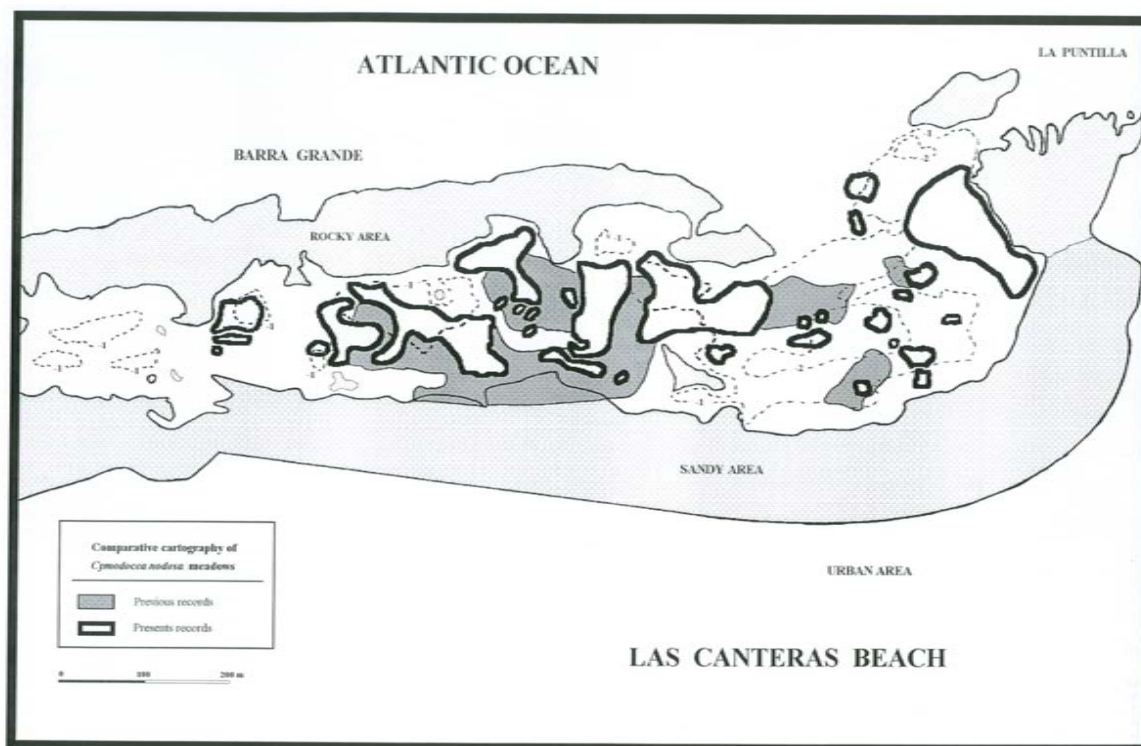 ATLANTIC OCEAN
LA PUNTILLA
BARRA GRANDE
ROCKY AREA
SANDY AREA
URBAN AREA
LAS CANTERAS BEACH
Comparative cartography of
Cymodocea nodosa meadows
Previous records
Presents records
0 100 200 m